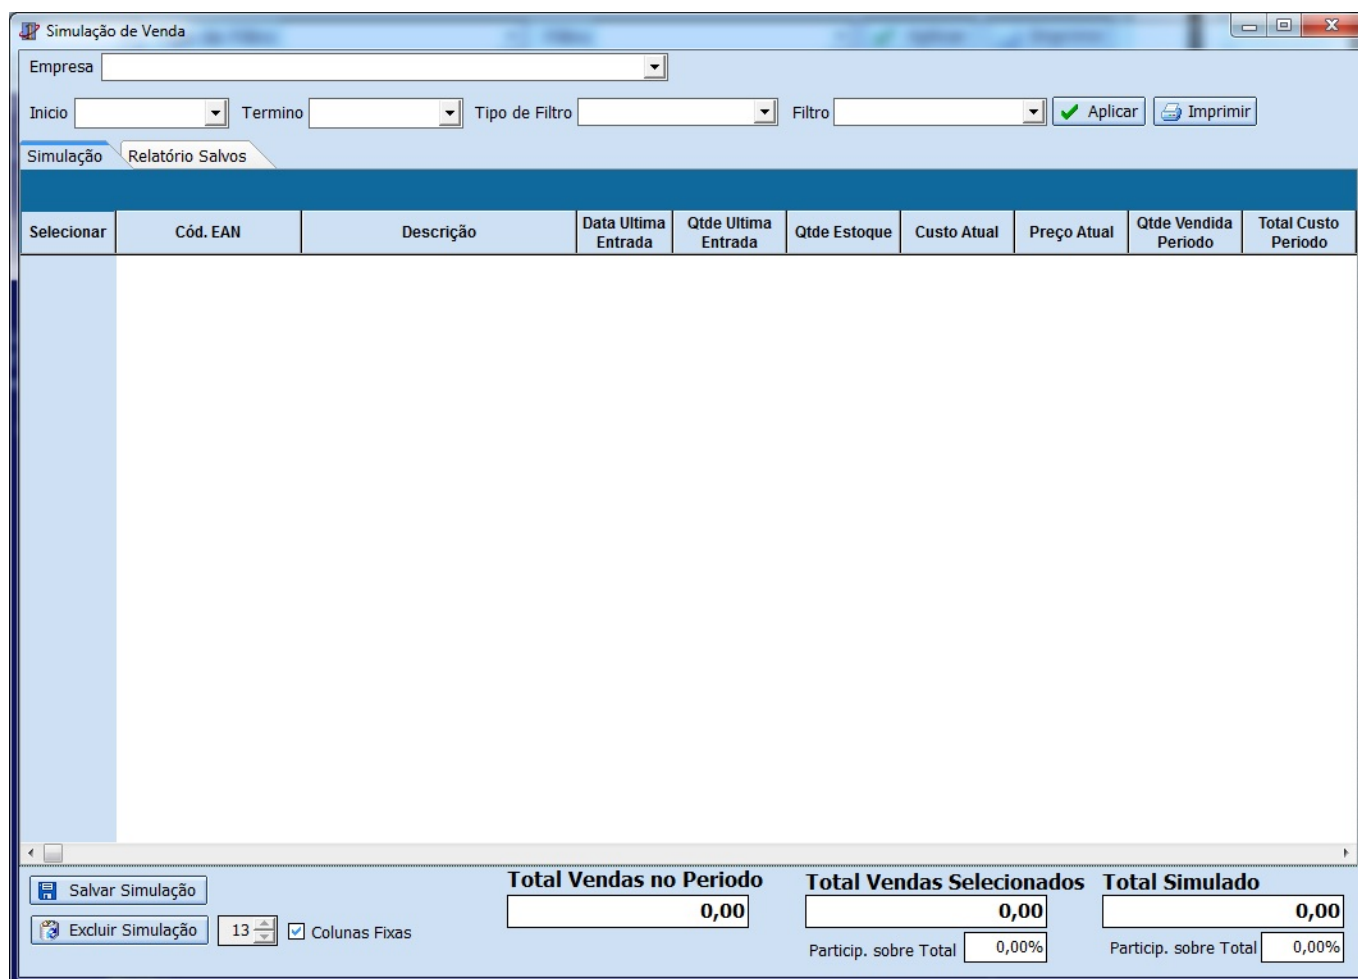 Simulação de Venda
Empresa
Inicio Termino Tipo de Filtro Filtro Aplicar Imprimir
Simulação Relatório Salvos
Selecionar Cód. EAN Descrição Data Ultima Entrada Qtde Ultima Entrada Qtde Estoque Custo Atual Preço Atual Qtde Vendida Periodo Total Custo Periodo
Salvar Simulação
Excluir Simulação 13 Colunas Fixas
Total Vendas no Periodo
0,00
Total Vendas Selecionados
0,00
Particip. sobre Total 0,00%
Total Simulado
0,00
Particip. sobre Total 0,00%